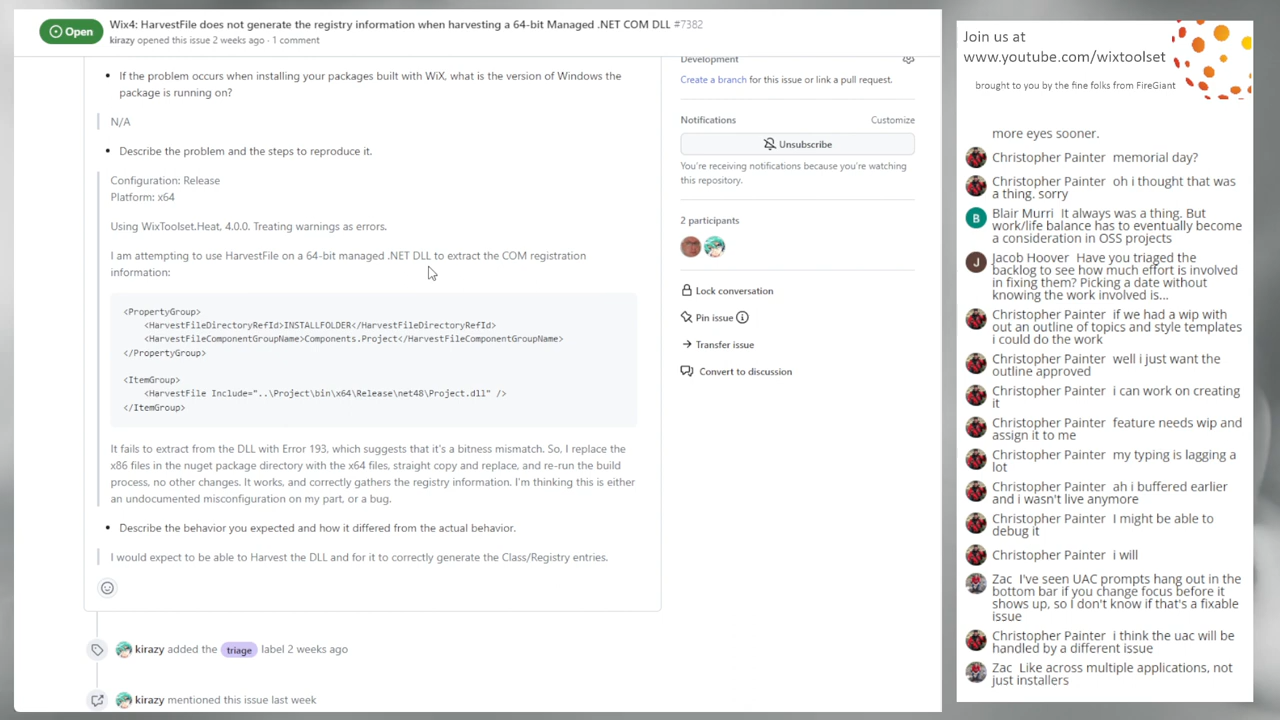 Open
Wix4: HarvestFile does not generate the registry information when harvesting a 64-bit Managed .NET COM DLL #7382
kirazy opened this issue 2 weeks ago · 1 comment
If the problem occurs when installing your packages built with WiX, what is the version of Windows the
package is running on?
N/A
Describe the problem and the steps to reproduce it.
Configuration: Release
Platform: x64
Using WixToolset.Heat, 4.0.0. Treating warnings as errors.
I am attempting to use HarvestFile on a 64-bit managed .NET DLL to extract the COM registration
information:
<PropertyGroup>
<HarvestFileDirectoryRefId>INSTALLFOLDER</HarvestFileDirectoryRefId>
<HarvestFileComponentGroupName>Components.Project</HarvestFileComponentGroupName>
</PropertyGroup>
<ItemGroup>
<HarvestFile Include="..\Project\bin\x64\Release\net48\Project.dll" />
</ItemGroup>
It fails to extract from the DLL with Error 193, which suggests that it's a bitness mismatch. So, I replace the
x86 files in the nuget package directory with the x64 files, straight copy and replace, and re-run the build
process, no other changes. It works, and correctly gathers the registry information. I'm thinking this is either
an undocumented misconfiguration on my part, or a bug.
Describe the behavior you expected and how it differed from the actual behavior.
I would expect to be able to Harvest the DLL and for it to correctly generate the Class/Registry entries.
kirazy added the triage label 2 weeks ago
kirazy mentioned this issue last week
Development
Create a branch for this issue or link a pull request.
Notifications Customize
Unsubscribe
You're receiving notifications because you're watching
this repository.
2 participants
Lock conversation
Pin issue
Transfer issue
Convert to discussion
Join us at
www.youtube.com/wixtoolset
brought to you by the fine folks from FireGiant
more eyes sooner.
Christopher Painter memorial day?
Christopher Painter oh i thought that was
a thing. sorry
B Blair Murri It always was a thing. But
work/life balance has to eventually become
a consideration in OSS projects
J Jacob Hoover Have you triaged the
backlog to see how much effort is involved
in fixing them? Picking a date without
knowing the work involved is...
Christopher Painter if we had a wip with
out an outline of topics and style templates
i could do the work
Christopher Painter well i just want the
outline approved
Christopher Painter i can work on creating
it
Christopher Painter feature needs wip and
assign it to me
Christopher Painter my typing is lagging a
lot
Christopher Painter ah i buffered earlier
and i wasn't live anymore
Christopher Painter I might be able to
debug it
Christopher Painter i will
Zac I've seen UAC prompts hang out in the
bottom bar if you change focus before it
shows up, so I don't know if that's a fixable
issue
Christopher Painter i think the uac will be
handled by a different issue
Zac Like across multiple applications, not
just installers